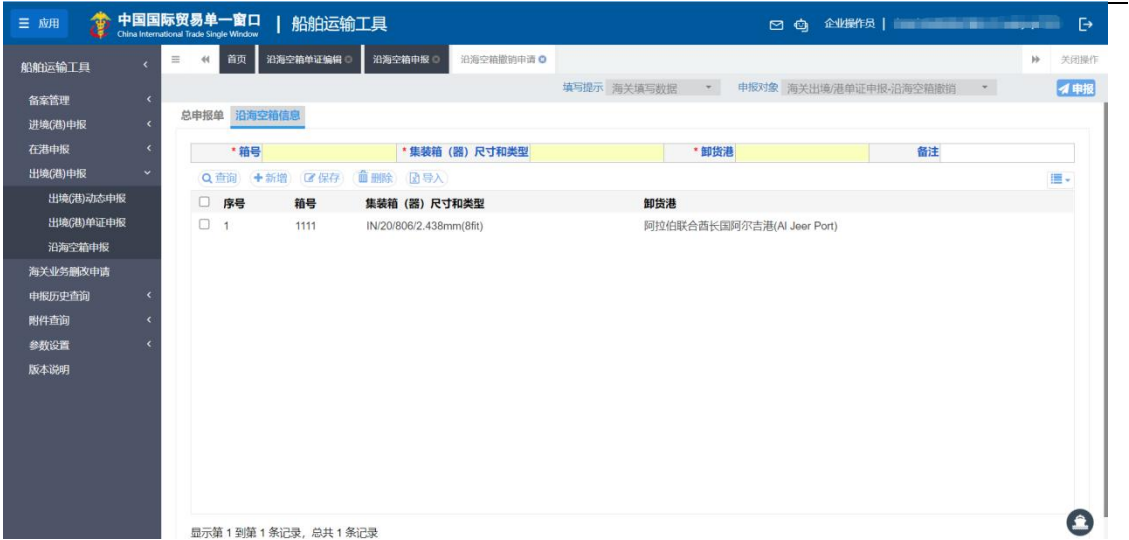 应用 中国国际贸易单一窗口 | 船舶运输工具 企业操作员 |
China International Trade Single Window
船舶运输工具
备案管理
进境(港)申报
在港申报
出境(港)申报
出境(港)动态申报
出境(港)单证申报
沿海空箱申报
海关业务删改申请
申报历史查询
附件查询
参数设置
版本说明
首页 沿海空箱单证编辑 沿海空箱申报 沿海空箱撤销申请 关闭操作
填写提示 海关填写数据 申报对象 海关出境/港单证申报-沿海空箱撤销 申报
总申报单 沿海空箱信息
* 箱号 * 集装箱（器）尺寸和类型 * 卸货港 备注
查询 新增 保存 删除 导入
序号 箱号 集装箱（器）尺寸和类型 卸货港
1 1111 IN/20/806/2.438mm(8fit) 阿拉伯联合酋长国阿尔吉港(Al Jeer Port)
显示第 1 到第 1 条记录，总共 1 条记录